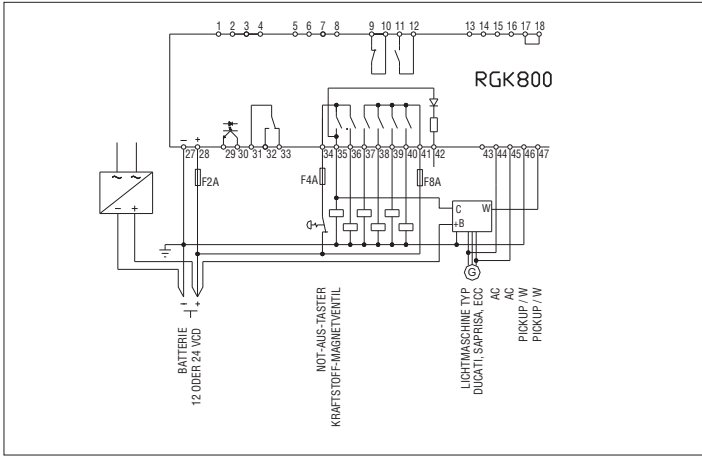 1 2 3 4 5 6 7 8 9 10 11 12 13 14 15 16 17 18
RGK800
- +
27 28 29 30 31 32 33 34 35 36 37 38 39 40 41 42 43 44 45 46 47
F2A
F4A
F8A
~ ~
- +
C W
+B
G
- +
BATTERIE
12 ODER 24 VCD
NOT-AUS-TASTER
KRAFTSTOFF-MAGNETVENTIL
LICHTMASCHINE TYP
DUCATI, SAPRISA, ECC
AC
AC
PICKUP / W
PICKUP / W